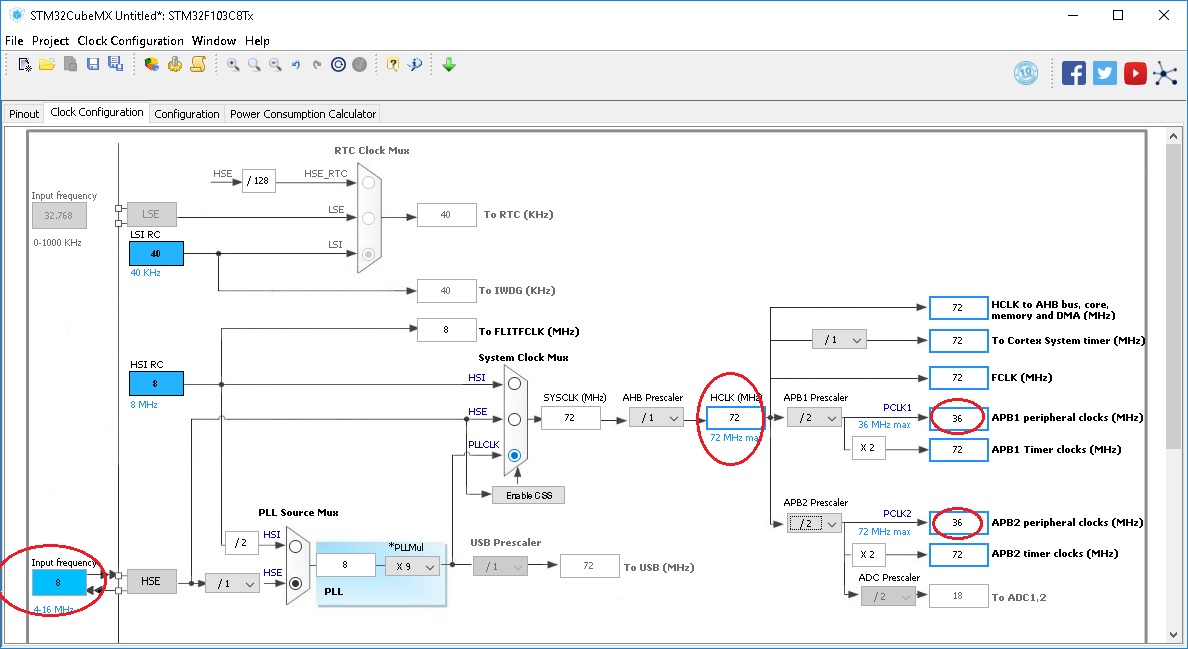 STM32CubeMX Untitled*: STM32F103C8Tx
File Project Clock Configuration Window Help
10
Pinout Clock Configuration Configuration Power Consumption Calculator
RTC Clock Mux
HSE / 128 HSE_RTC
Input frequency
32.768
LSE LSE
40 To RTC (KHz)
0-1000 KHz
LSI RC
40 LSI
40 KHz
40 To IWDG (KHz)
8 To FLITFCLK (MHz)
HSI RC
8
8 MHz
System Clock Mux
HSI
HSE
PLLCLK
SYSCLK (MHz)
72
AHB Prescaler
/ 1
HCLK (MHz
72
72 MHz max
Enable CSS
72 HCLK to AHB bus, core,
memory and DMA (MHz)
/ 1 72 To Cortex System timer (MHz)
72 FCLK (MHz)
APB1 Prescaler
/ 2
PCLK1
36 MHz max
36 APB1 peripheral clocks (MHz)
X 2 72 APB1 Timer clocks (MHz)
APB2 Prescaler
/ 2
PCLK2
72 MHz max
36 APB2 peripheral clocks (MHz)
X 2 72 APB2 timer clocks (MHz)
ADC Prescaler
/ 2 18 To ADC1,2
PLL Source Mux
/ 2 HSI
Input frequency
8
4-16 MHz
HSE / 1 HSE
*PLLMul
8 X 9
PLL
USB Prescaler
/ 1 72 To USB (MHz)